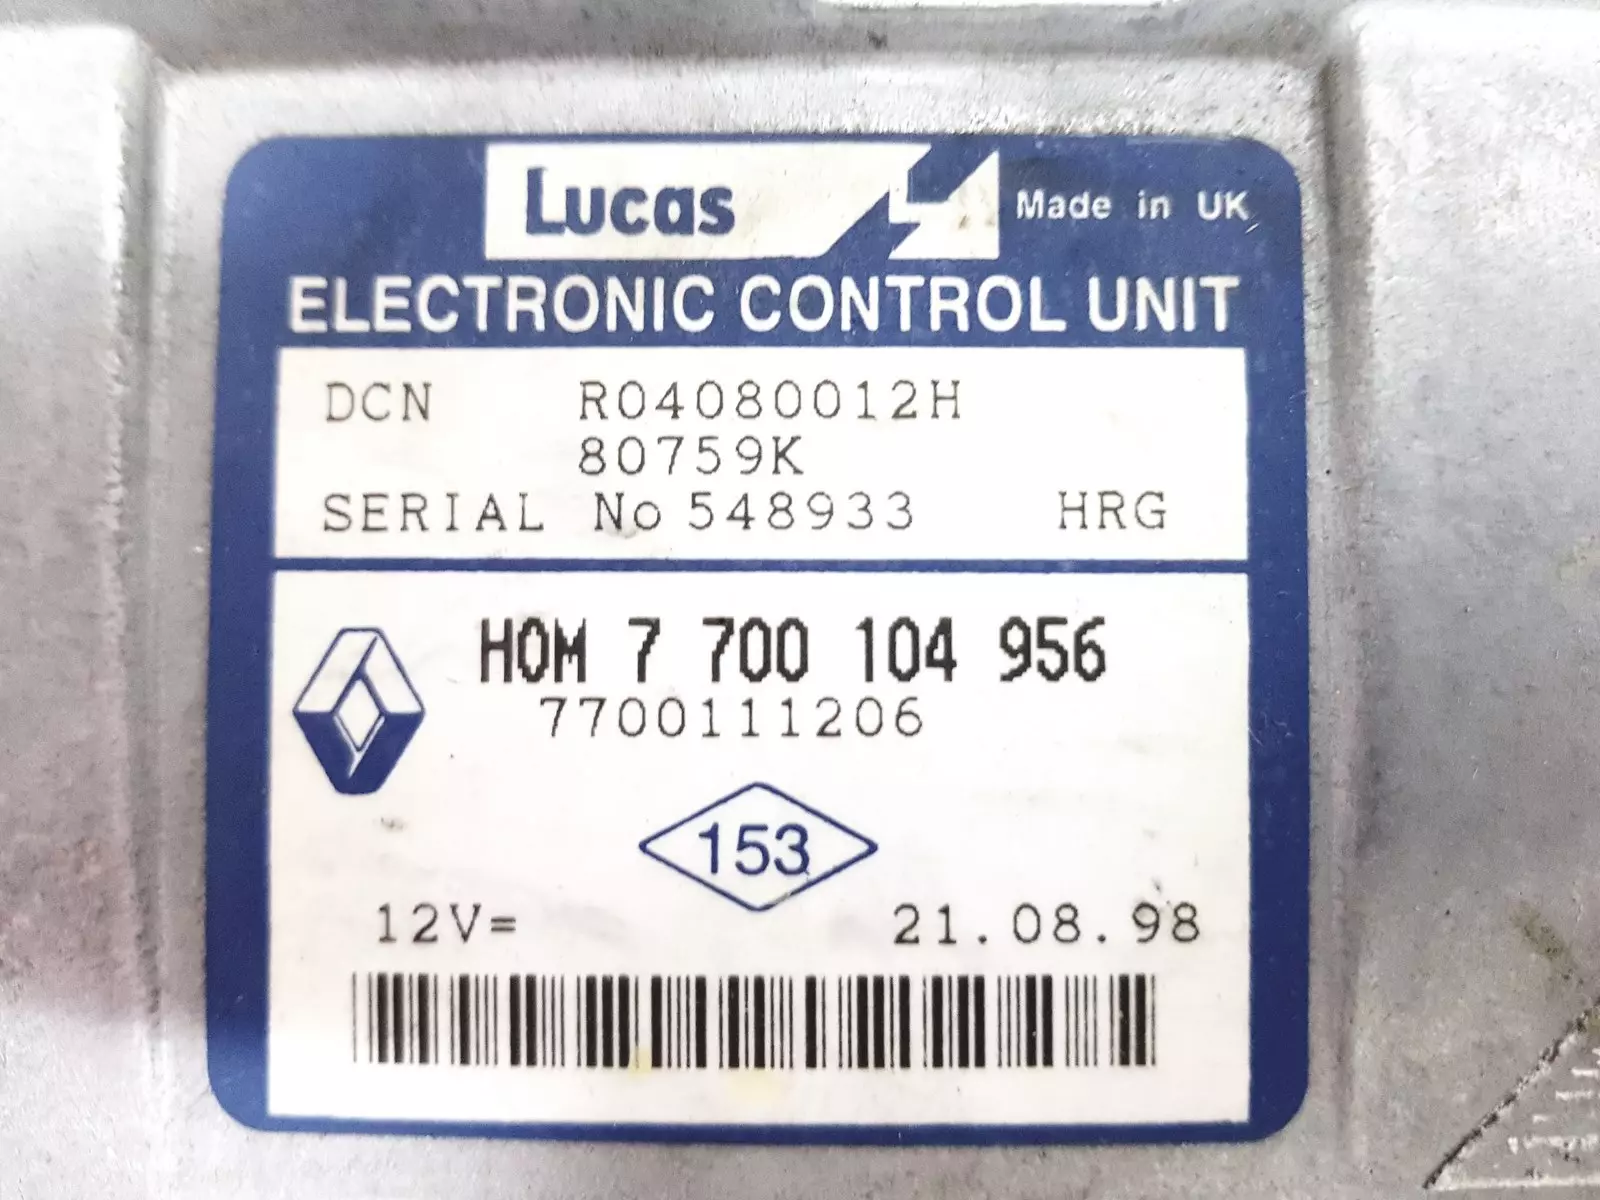 Lucas Made in UK
ELECTRONIC CONTROL UNIT
DCN R04080012H
80759K
SERIAL No 548933 HRG
HOM 7 700 104 956
7700111206
153
12V= 21.08.98